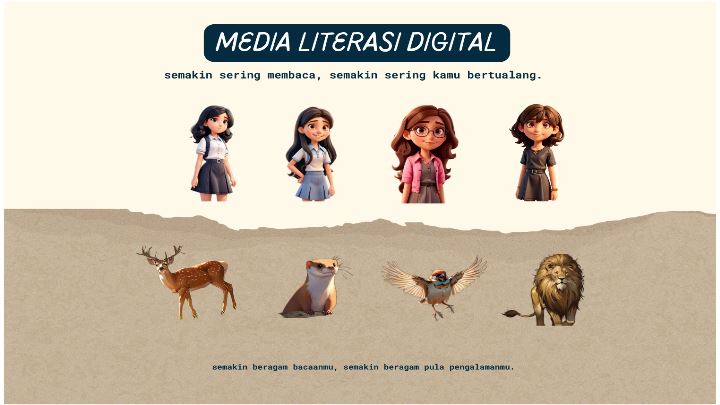 MEDIA LITERASI DIGITAL
semakin sering membaca, semakin sering kamu bertualang.
semakin beragam bacaanmu, semakin beragam pula pengalamanmu.